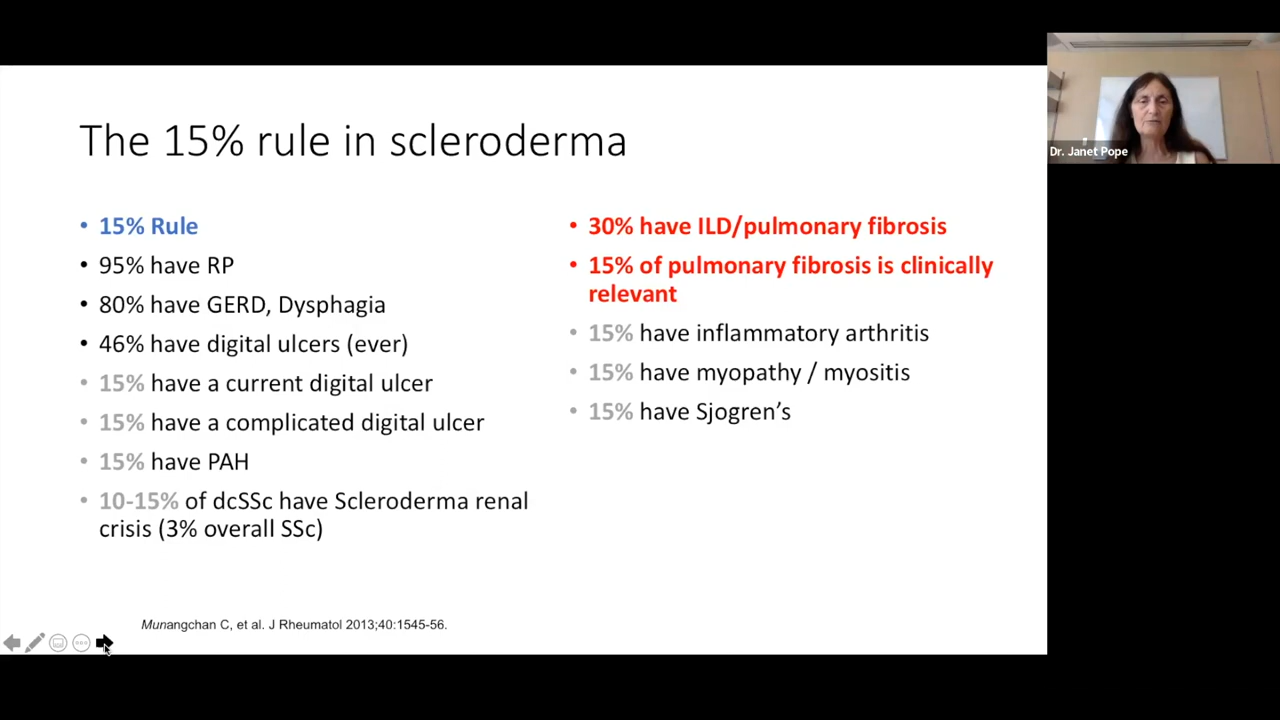 The 15% rule in scleroderma
• 15% Rule
• 95% have RP
• 80% have GERD, Dysphagia
• 46% have digital ulcers (ever)
• 15% have a current digital ulcer
• 15% have a complicated digital ulcer
• 15% have PAH
• 10-15% of dcSSc have Scleroderma renal
crisis (3% overall SSc)
• 30% have ILD/pulmonary fibrosis
• 15% of pulmonary fibrosis is clinically
relevant
• 15% have inflammatory arthritis
• 15% have myopathy / myositis
• 15% have Sjogren’s
Munangchan C, et al. J Rheumatol 2013;40:1545-56.
Dr. Janet Pope